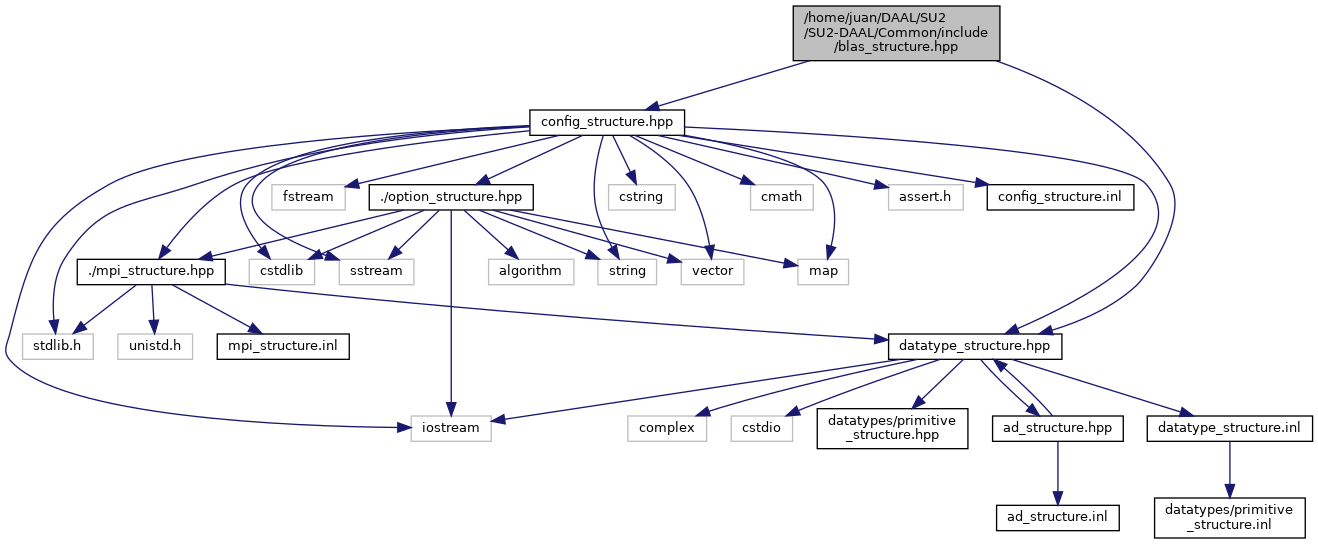 /home/juan/DAAL/SU2
/SU2-DAAL/Common/include
/blas_structure.hpp
config_structure.hpp
fstream
./option_structure.hpp
cstring
cmath
assert.h
config_structure.inl
./mpi_structure.hpp
cstdlib
sstream
algorithm
string
vector
map
stdlib.h
unistd.h
mpi_structure.inl
datatype_structure.hpp
iostream
complex
cstdio
datatypes/primitive
_structure.hpp
ad_structure.hpp
datatype_structure.inl
ad_structure.inl
datatypes/primitive
_structure.inl